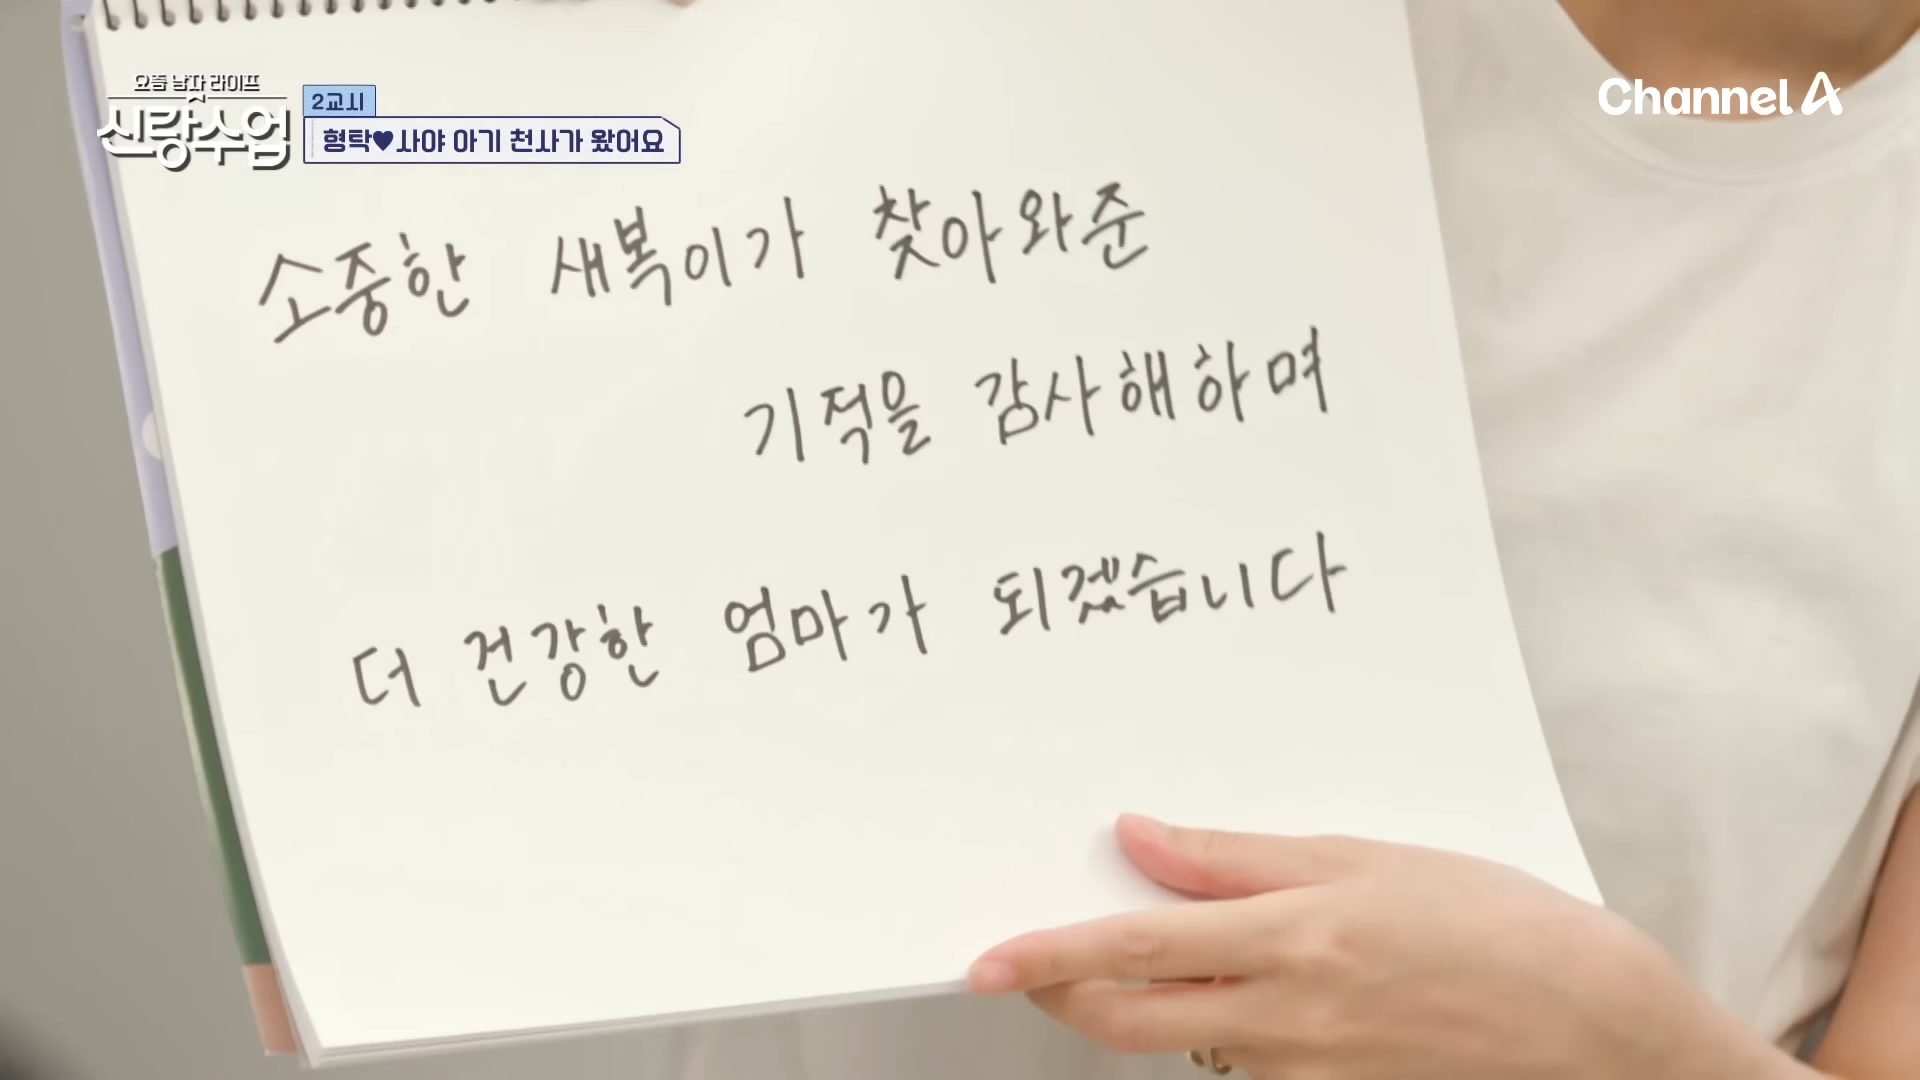 요즘 남자 라이프
신랑수업
2교시
형탁♥사야 아기 천사가 왔어요
Channel A
소중한 새복이가 찾아와준
기적을 감사해하며
더 건강한 엄마가 되겠습니다